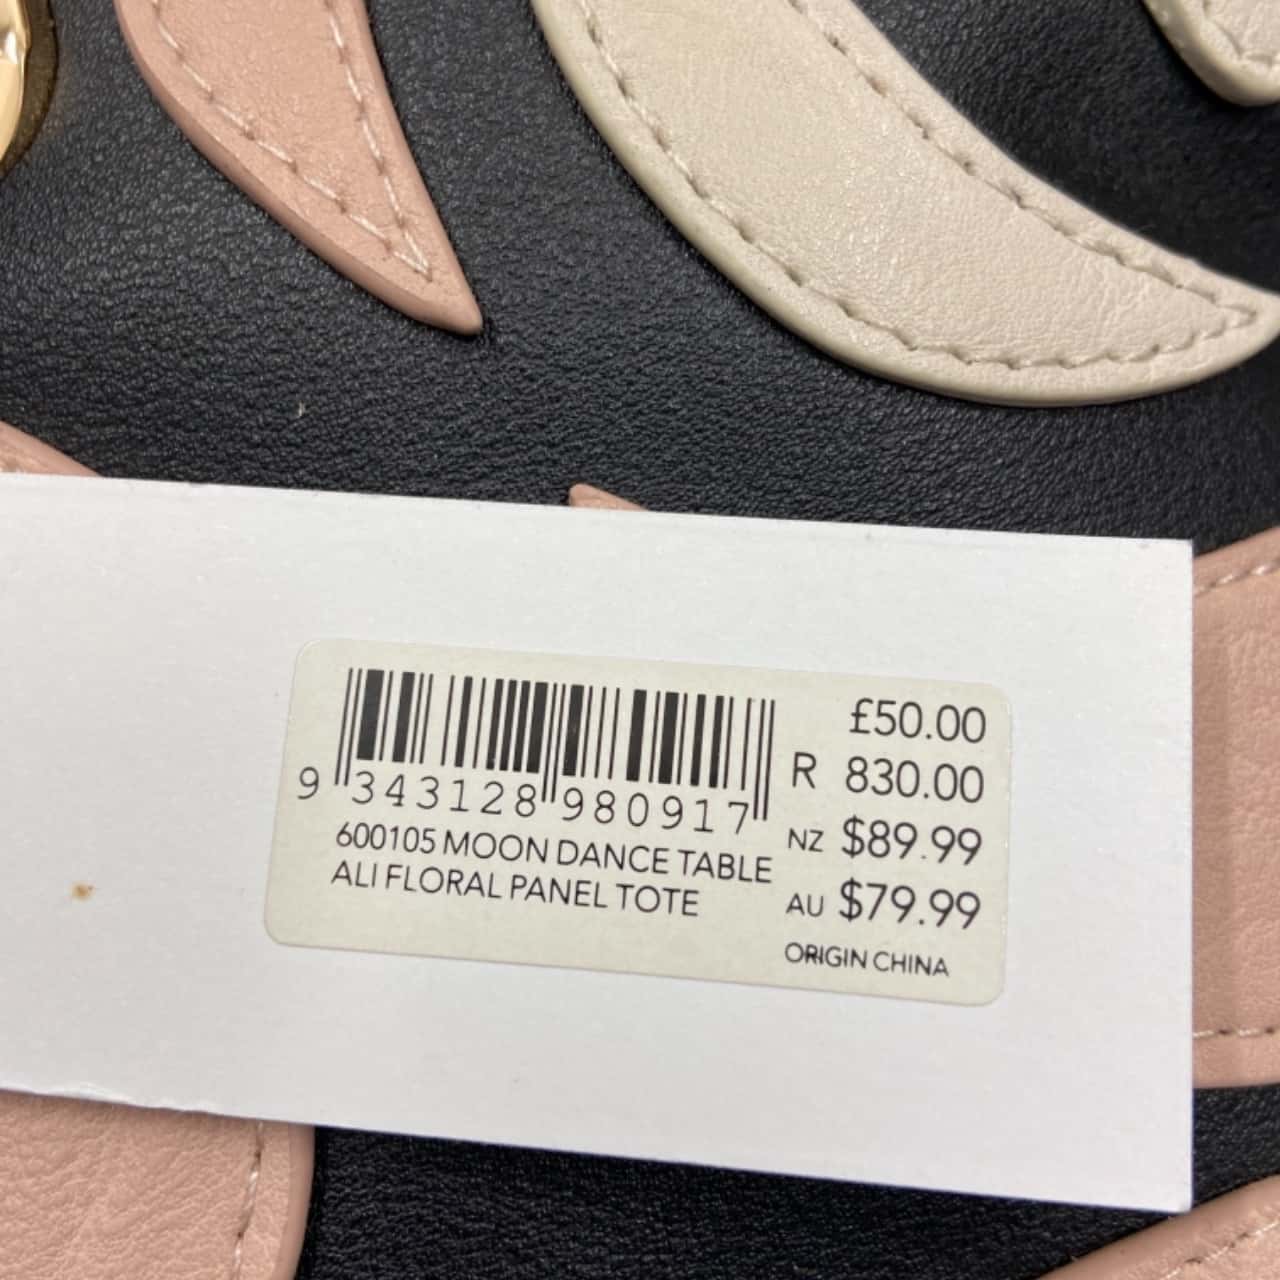 9 343128 980917
600105 MOON DANCE TABLE
ALI FLORAL PANEL TOTE
£50.00
R 830.00
NZ $89.99
AU $79.99
ORIGIN CHINA